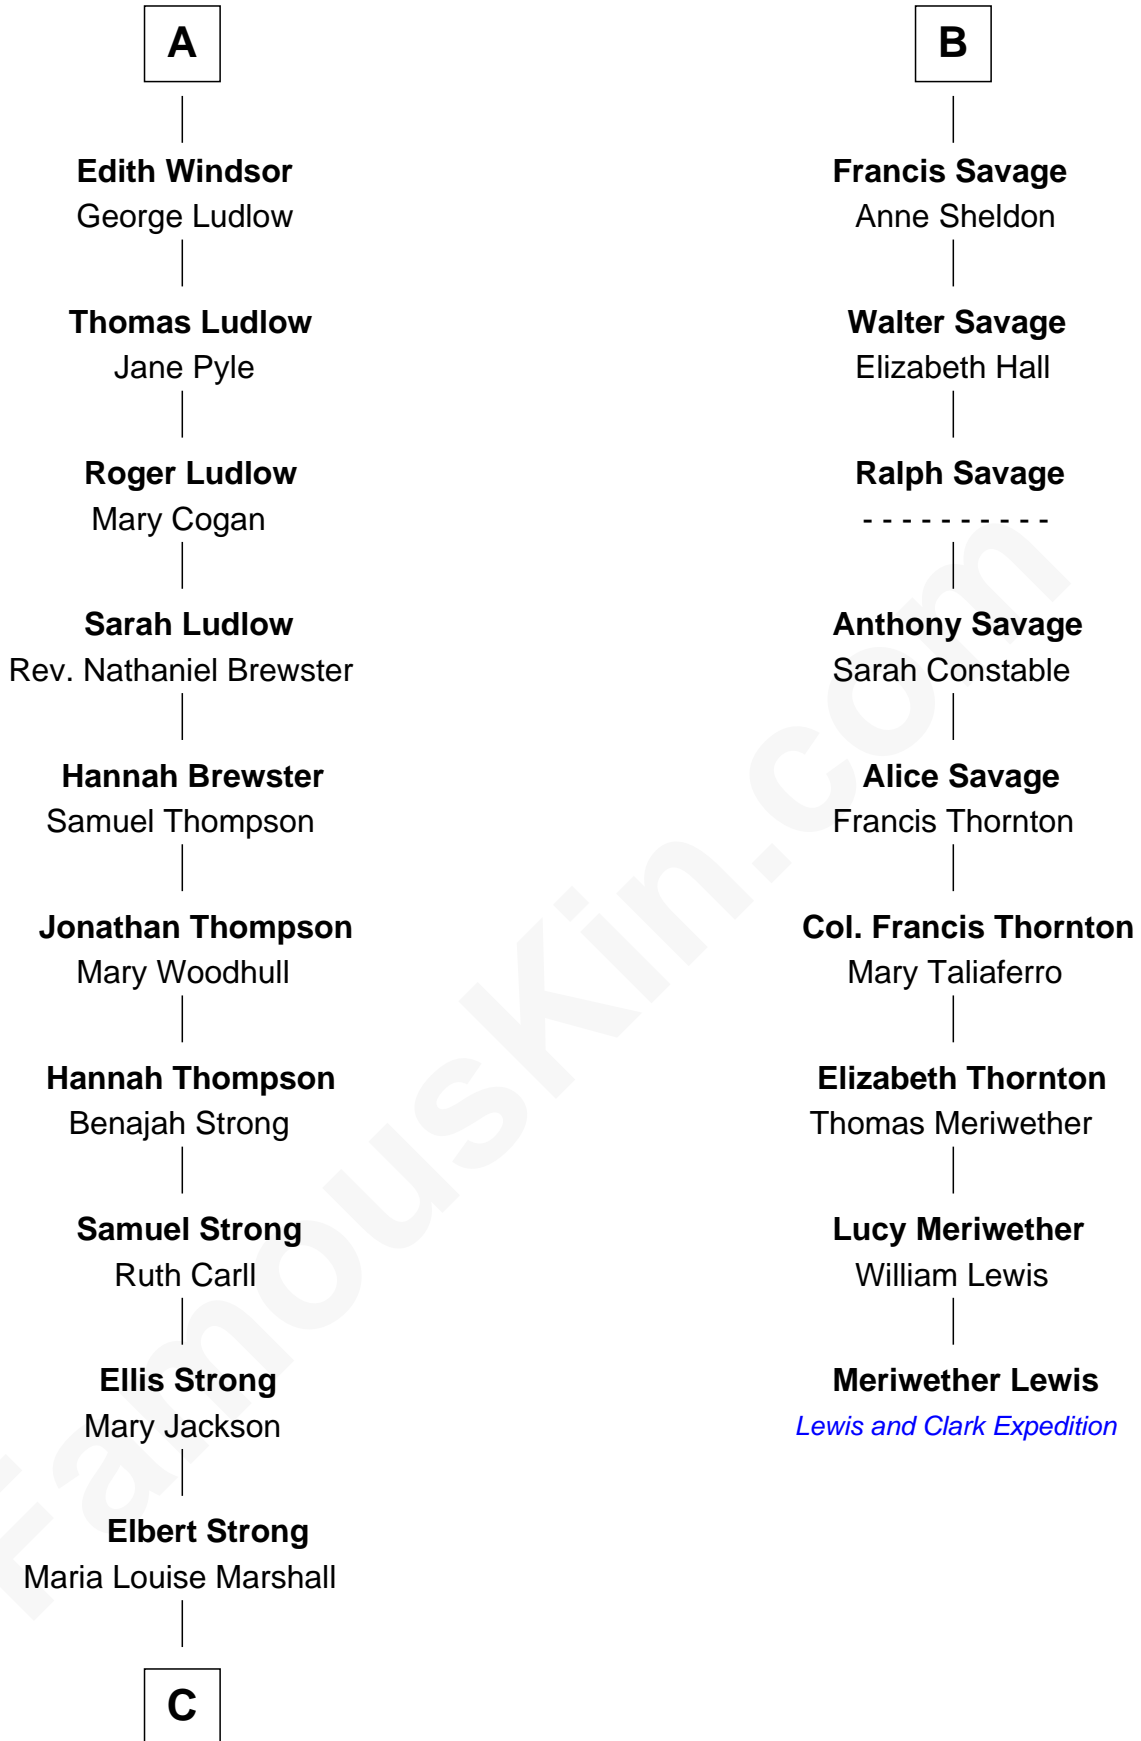 A
Edith Windsor
George Ludlow
Thomas Ludlow
Jane Pyle
Roger Ludlow
Mary Cogan
Sarah Ludlow
Rev. Nathaniel Brewster
Hannah Brewster
Samuel Thompson
Jonathan Thompson
Mary Woodhull
Hannah Thompson
Benajah Strong
Samuel Strong
Ruth Carll
Ellis Strong
Mary Jackson
Elbert Strong
Maria Louise Marshall
C
B
Francis Savage
Anne Sheldon
Walter Savage
Elizabeth Hall
Ralph Savage
- - - - - - - - - -
Anthony Savage
Sarah Constable
Alice Savage
Francis Thornton
Col. Francis Thornton
Mary Taliaferro
Elizabeth Thornton
Thomas Meriwether
Lucy Meriwether
William Lewis
Meriwether Lewis
Lewis and Clark Expedition
FamousKin.com